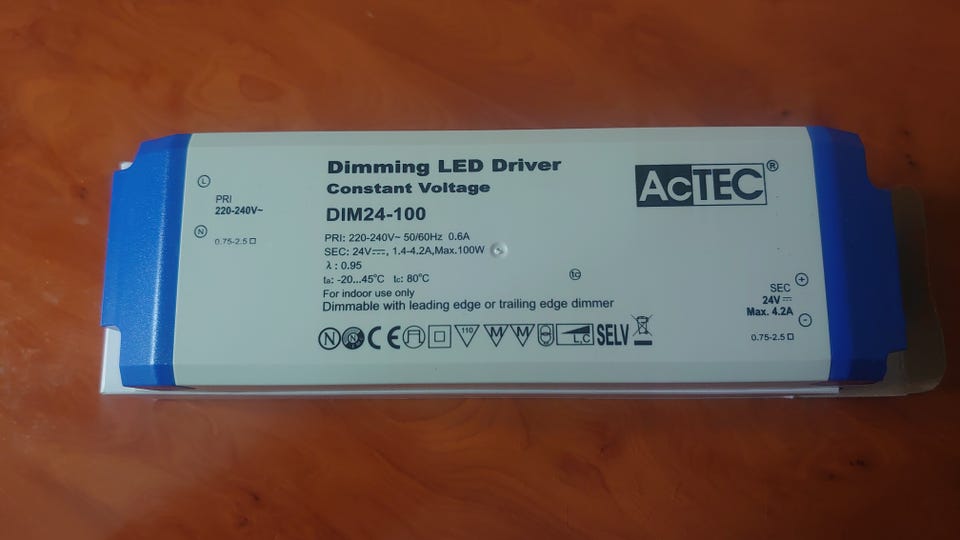 Dimming LED Driver
Constant Voltage
DIM24-100
AcTEC®
L
PRI
220-240V~
N
0.75-2.5
PRI: 220-240V~ 50/60Hz 0.6A
SEC: 24V⎓, 1.4-4.2A,Max.100W
λ : 0.95
ta: -20...45°C tc: 80°C
For indoor use only
Dimmable with leading edge or trailing edge dimmer
tc
N N CE 110 M M L,C SELV
+
SEC
24V⎓
Max. 4.2A
-
0.75-2.5